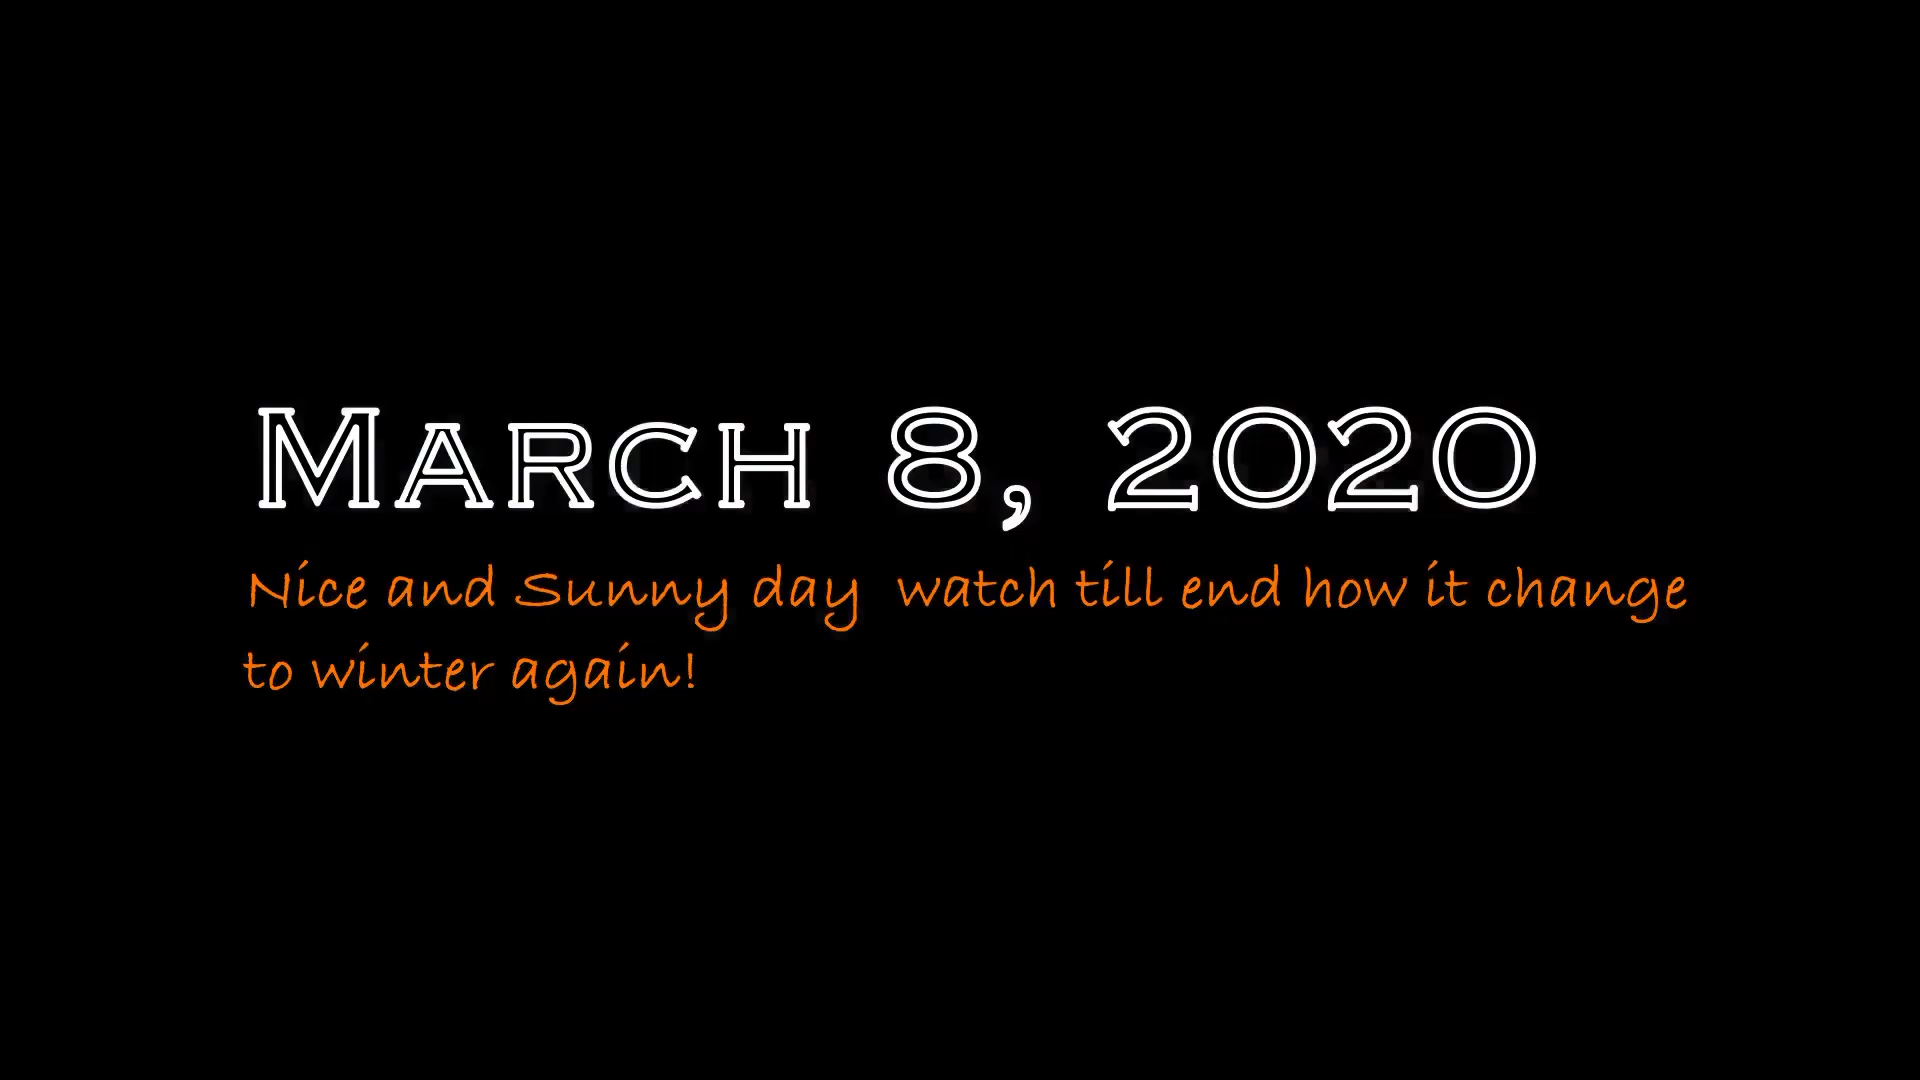 March 8, 2020
Nice and Sunny day  watch till end how it change
to winter again!